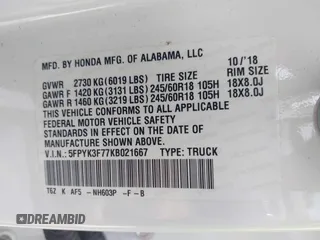 MFD. BY HONDA MFG. OF ALABAMA, LLC
10/'18
GVWR 2730 KG(6019 LBS) TIRE SIZE RIM SIZE
GAWR F 1420 KG(3131 LBS) 245/60R18 105H 18X8.0J
GAWR R 1460 KG(3219 LBS) 245/60R18 105H 18X8.0J
THIS VEHICLE CONFORMS TO ALL APPLICABLE
FEDERAL MOTOR VEHICLE SAFETY
STANDARDS IN EFFECT ON THE DATE OF
MANUFACTURE SHOWN ABOVE.
V.I.N.: 5FPYK3F77KB021667 TYPE: TRUCK
T6Z K AF5 -NH603P -F -B
DREAMBID